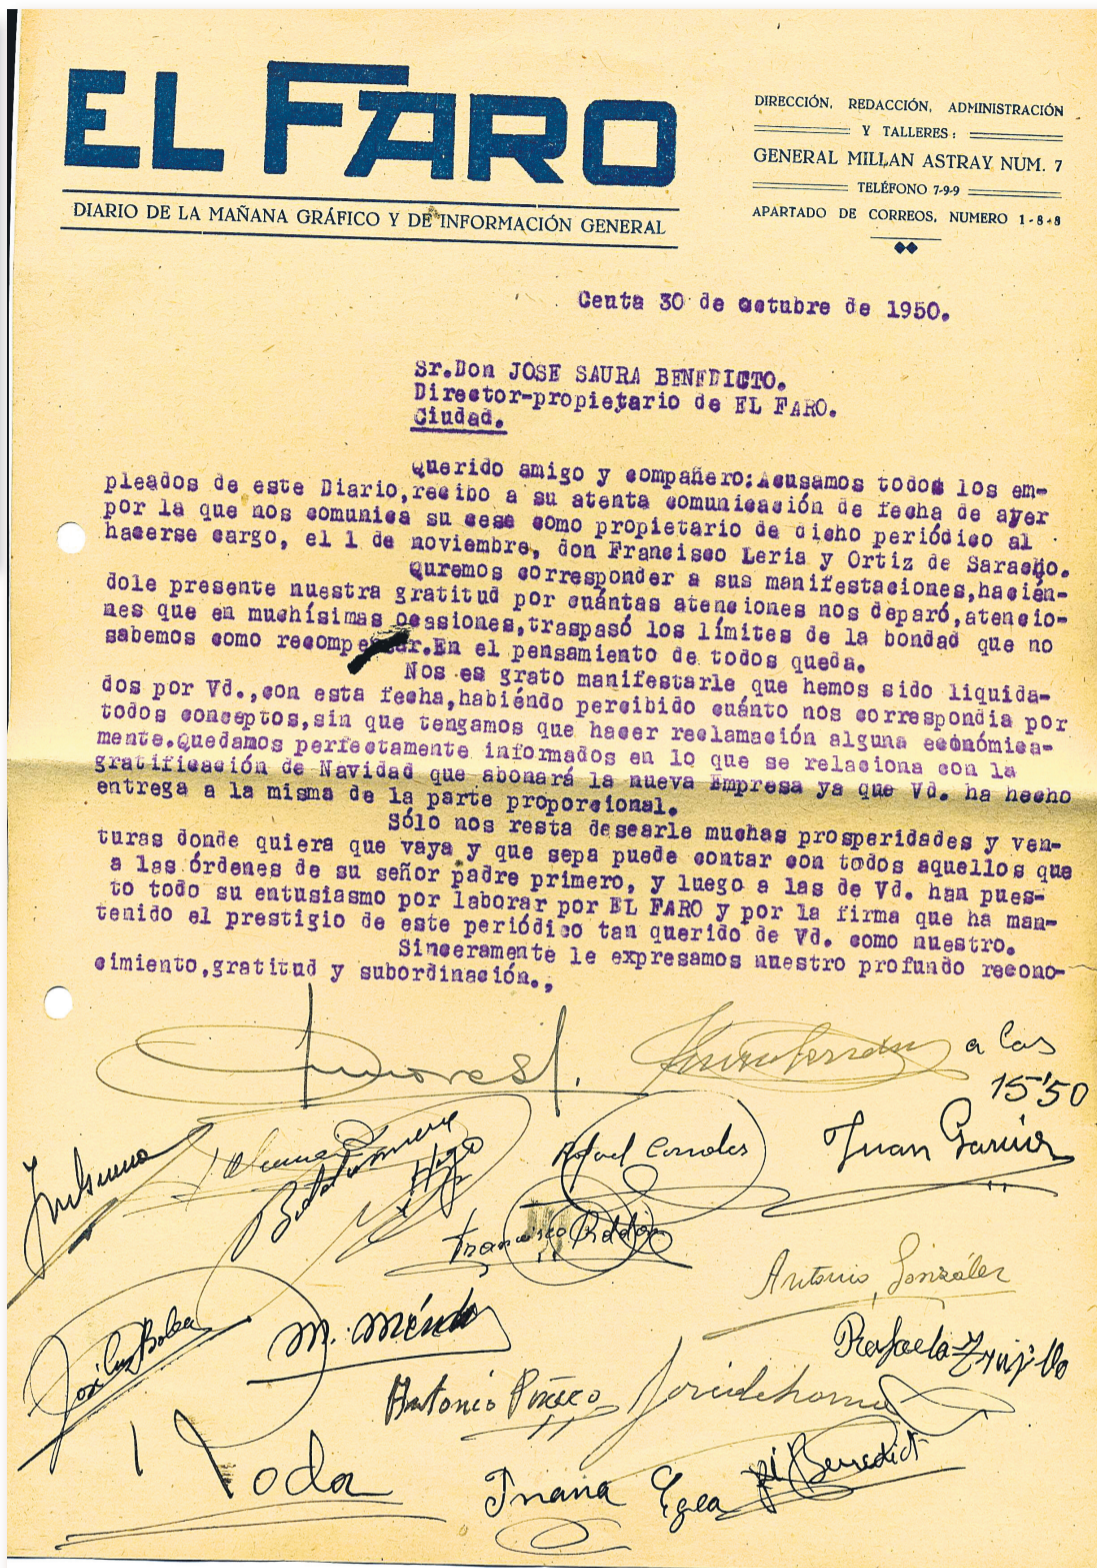 EL FARO
DIARIO DE LA MAÑANA GRÁFICO Y DE INFORMACIÓN GENERAL
DIRECCIÓN, REDACCIÓN, ADMINISTRACIÓN
Y TALLERES:
GENERAL MILLAN ASTRAY NUM. 7
TELÉFONO 7-9-9
APARTADO DE CORREOS, NUMERO 1-8-8
Ceuta 30 de octubre de 1950.
Sr.Don JOSE SAURA BENEDICTO.
Director-propietario de EL FARO.
Ciudad.
Querido amigo y compañero:Acusamos todos los em-
pleados de este Diario,recibo a su atenta comunicación de fecha de ayer
por la que nos comunica su cese como propietario de dicho periódico al
hacerse cargo, el 1 de noviembre, don Francisco Leria y Ortiz de Saracho.
Quremos corresponder a sus manifestaciones,hacién-
dole presente nuestra gratitud por cuántas atenciones nos deparó,atencio-
nes que en muchísimas ocasiones,traspasó los límites de la bondad que no
sabemos como recompensar.En el pensamiento de todos queda.
Nos es grato manifestarle que hemos sido liquida-
dos por Vd.,con esta fecha,habiéndo percibido cuánto nos correspondia por
todos conceptos,sin que tengamos que hacer reclamación alguna económica-
mente.Quedamos perfectamente informados en lo que se relaciona con la
gratificación de Navidad que abonará la nueva Empresa ya que Vd. ha hecho
entrega a la misma de la parte proporcional.
Sólo nos resta desearle muchas prosperidades y ven-
turas donde quiera que vaya y que sepa puede contar con todos aquellos que
a las órdenes de su señor padre primero, y luego a las de Vd. han pues-
to todo su entusiasmo por laborar por EL FARO y por la firma que ha man-
tenido el prestigio de este periódico tan querido de Vd. como nuestro.
Sinceramente le expresamos nuestro profundo recono-
cimiento,gratitud y subordinación.,
a las
15'50
Rafael Corrales
Juan García
Francisco Roldán
Antonio González
M. Méndez
Rafaela Trujillo
Antonio Piñero
Roda
Triana Egea
Benedict